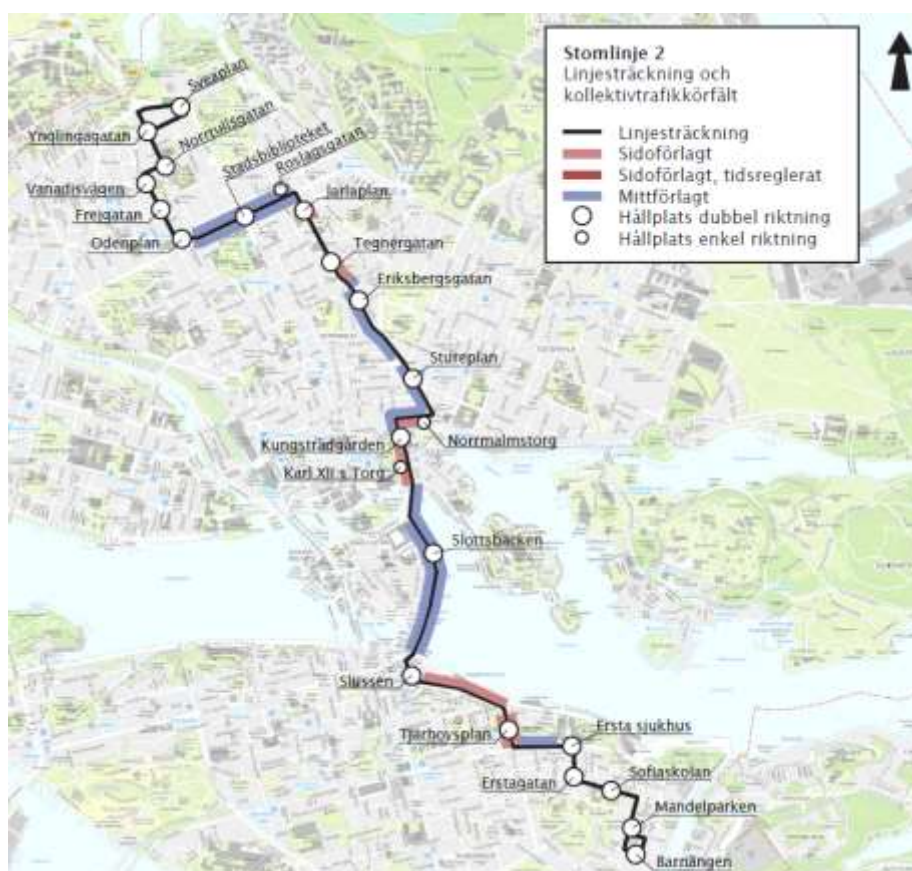 Stomlinje 2
Linjesträckning och
kollektivtrafikkörfält
Linjesträckning
Sidoförlagt
Sidoförlagt, tidsreglerat
Mittförlagt
Hållplats dubbel riktning
Hållplats enkel riktning
Sveaplan
Ynglingagatan
Norrtullsgatan
Stadsbiblioteket
Roslagsgatan
Vanadisvägen
Jarlaplan
Frejgatan
Odenplan
Tegnérgatan
Eriksbergsgatan
Stureplan
Norrmalmstorg
Kungsträdgården
Karl XII s Torg
Slottsbacken
Slussen
Tjärhovsplan
Ersta sjukhus
Erstagatan
Sofiaskolan
Mandelparken
Barnängen